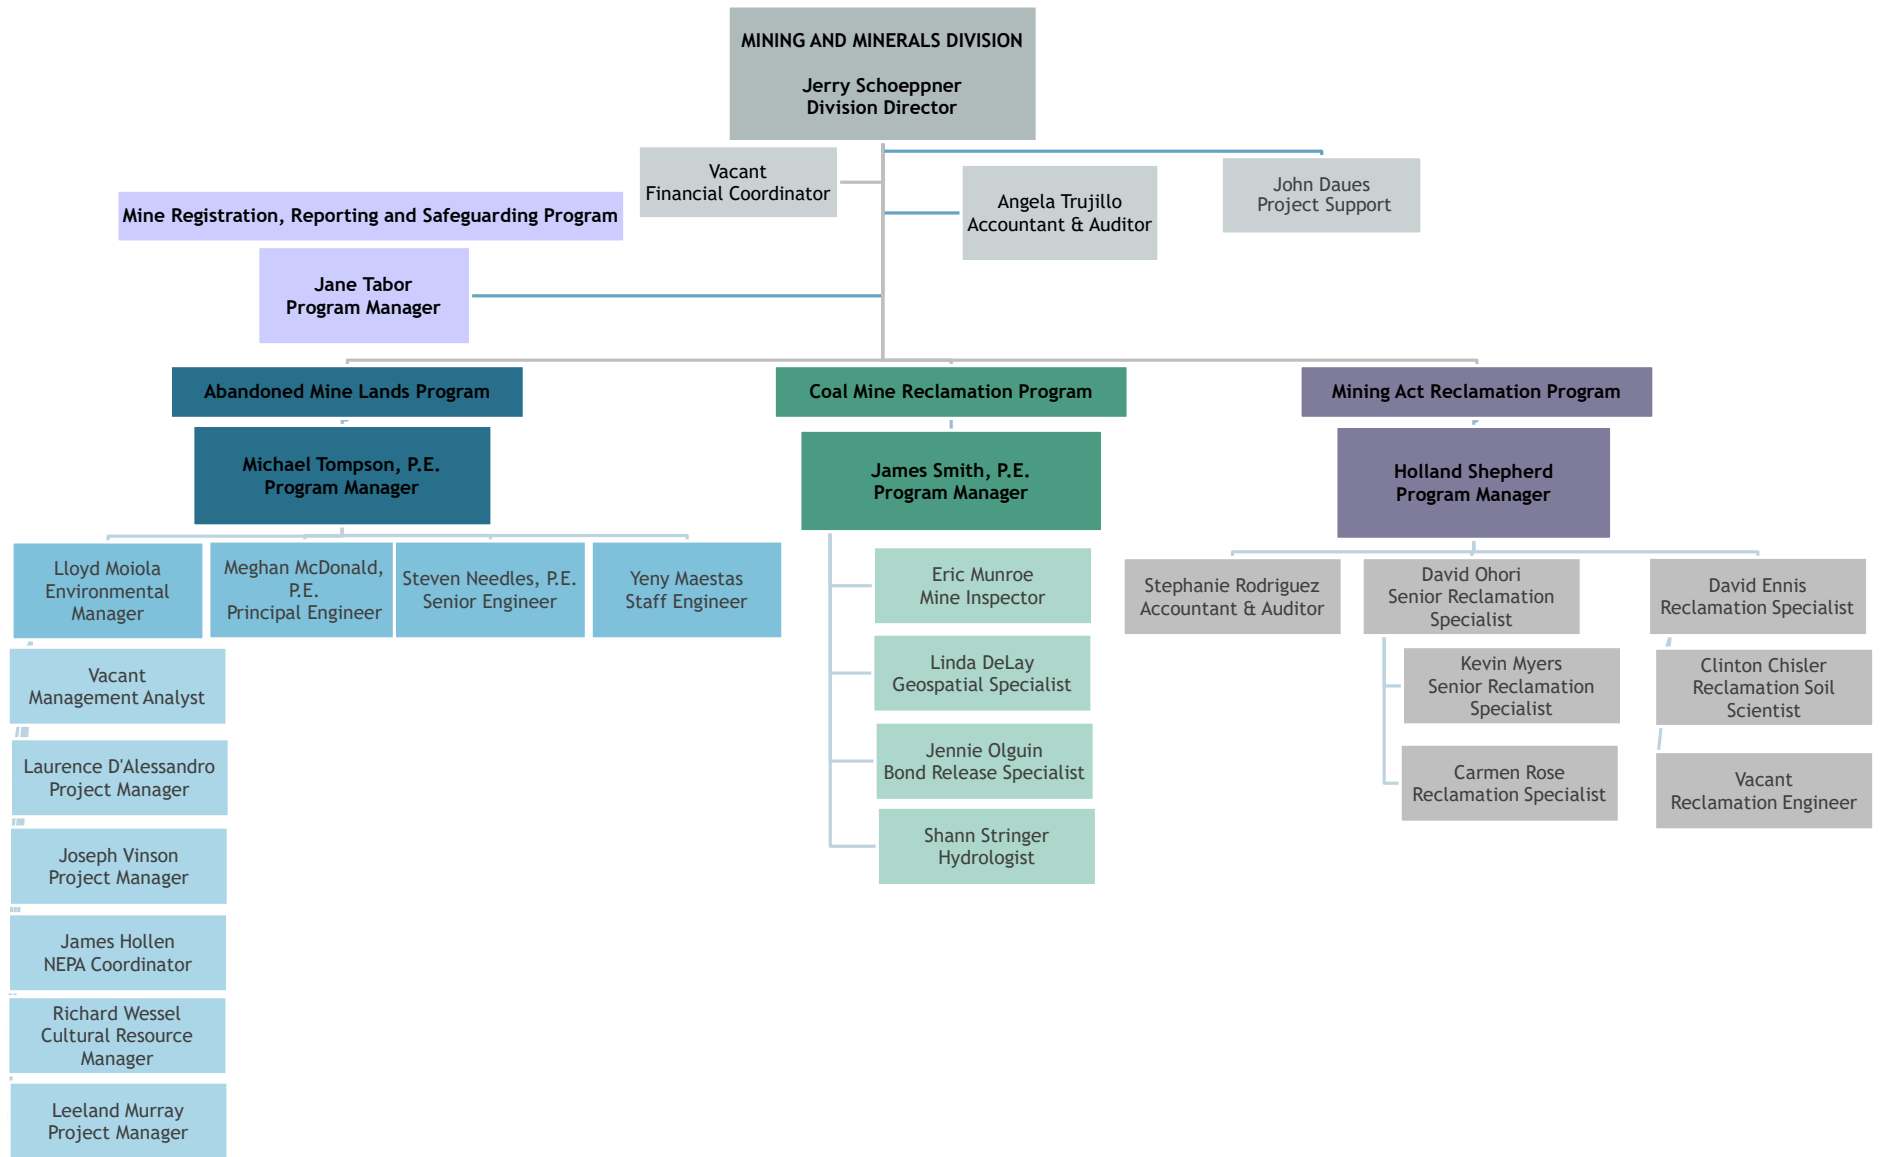 MINING AND MINERALS DIVISION
Jerry Schoeppner
Division Director
Vacant
Financial Coordinator
Angela Trujillo
Accountant & Auditor
John Daues
Project Support
Mine Registration, Reporting and Safeguarding Program
Jane Tabor
Program Manager
Abandoned Mine Lands Program
Michael Tompson, P.E.
Program Manager
Lloyd Moiola
Environmental
Manager
Meghan McDonald,
P.E.
Principal Engineer
Steven Needles, P.E.
Senior Engineer
Yeny Maestas
Staff Engineer
Vacant
Management Analyst
Laurence D'Alessandro
Project Manager
Joseph Vinson
Project Manager
James Hollen
NEPA Coordinator
Richard Wessel
Cultural Resource
Manager
Leeland Murray
Project Manager
Coal Mine Reclamation Program
James Smith, P.E.
Program Manager
Eric Munroe
Mine Inspector
Linda DeLay
Geospatial Specialist
Jennie Olguin
Bond Release Specialist
Shann Stringer
Hydrologist
Mining Act Reclamation Program
Holland Shepherd
Program Manager
Stephanie Rodriguez
Accountant & Auditor
David Ohori
Senior Reclamation
Specialist
Kevin Myers
Senior Reclamation
Specialist
Carmen Rose
Reclamation Specialist
David Ennis
Reclamation Specialist
Clinton Chisler
Reclamation Soil
Scientist
Vacant
Reclamation Engineer